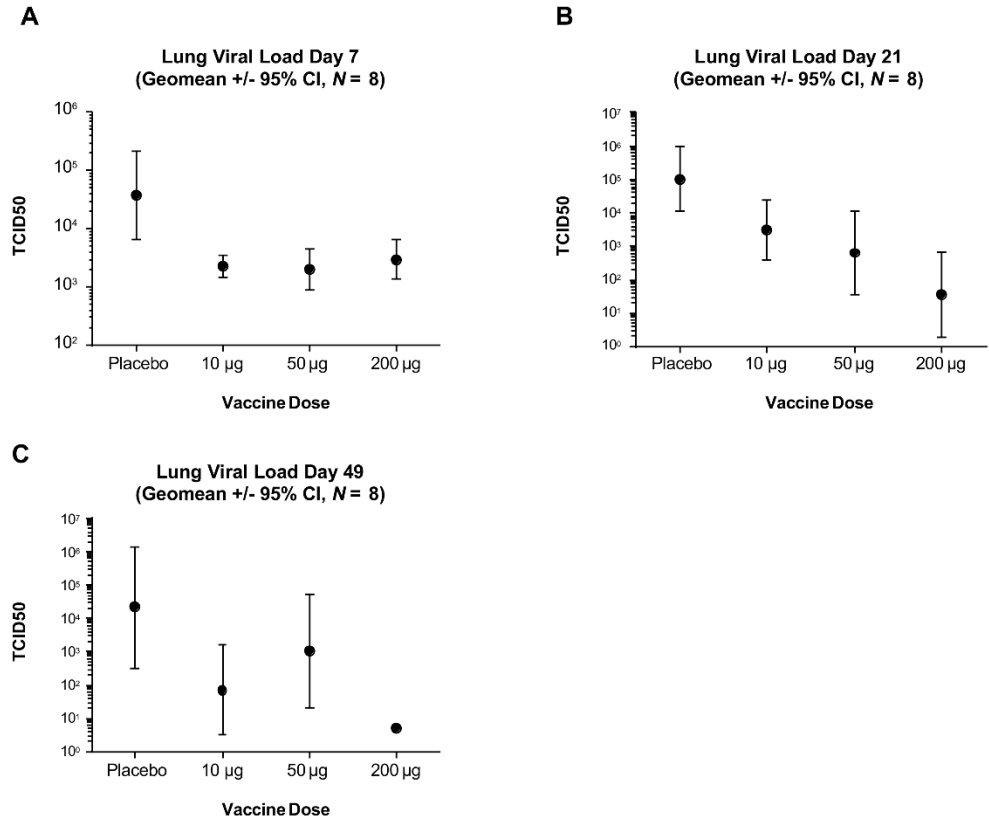 A
Lung Viral Load Day 7
(Geomean +/- 95% CI, N = 8)
TCID50
10⁶
10⁵
10⁴
10³
10²
Placebo
10 µg
50 µg
200 µg
Vaccine Dose
B
Lung Viral Load Day 21
(Geomean +/- 95% CI, N = 8)
TCID50
10⁷
10⁶
10⁵
10⁴
10³
10²
10¹
10⁰
Placebo
10 µg
50 µg
200 µg
Vaccine Dose
C
Lung Viral Load Day 49
(Geomean +/- 95% CI, N = 8)
TCID50
10⁷
10⁶
10⁵
10⁴
10³
10²
10¹
10⁰
Placebo
10 µg
50 µg
200 µg
Vaccine Dose